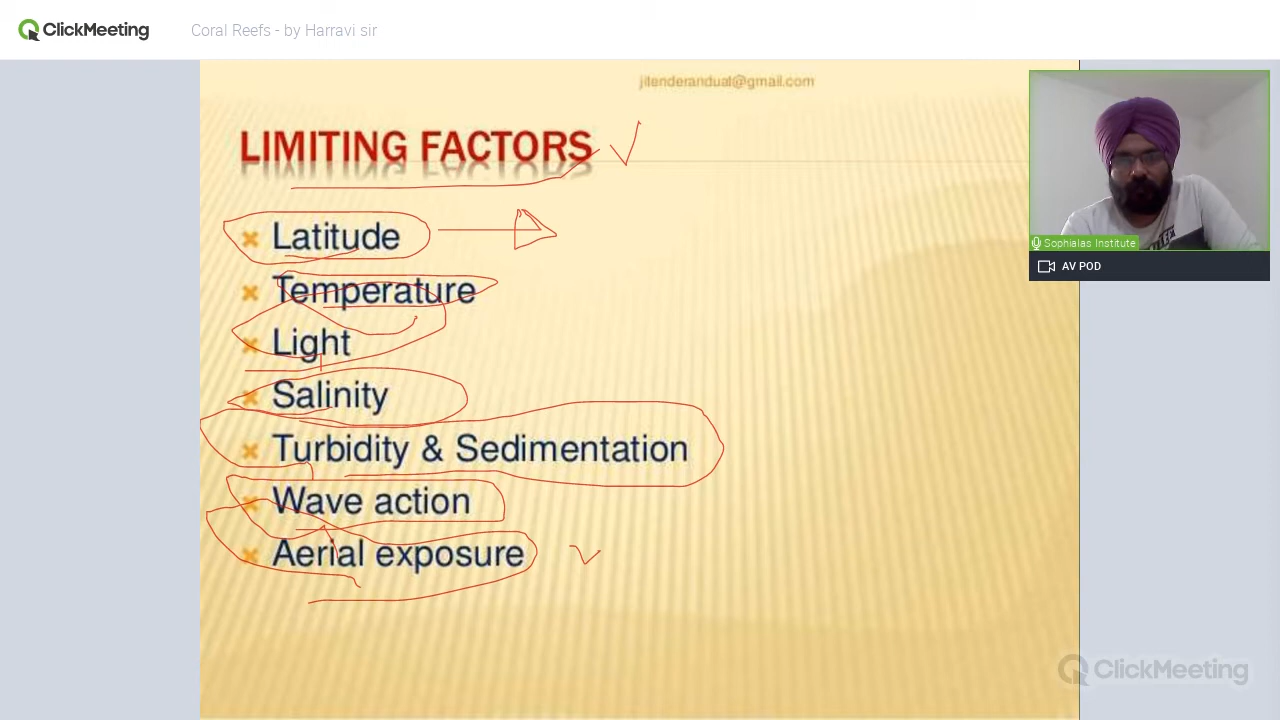 ClickMeeting
Coral Reefs - by Harravi sir
jitenderandual@gmail.com
LIMITING FACTORS
Latitude
Temperature
Light
Salinity
Turbidity & Sedimentation
Wave action
Aerial exposure
Sophialas Institute
AV POD
ClickMeeting